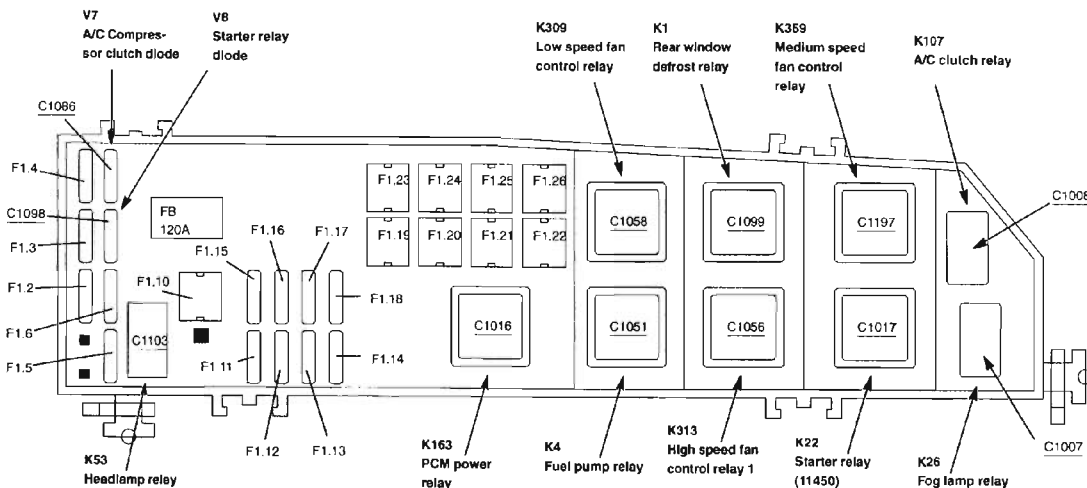 V7
A/C Compres-
sor clutch diode
V8
Starter relay
diode
K309
Low speed fan
control relay
K1
Rear window
defrost relay
K359
Medium speed
fan control
relay
K107
A/C clutch relay
C1086
F1.4
C1098
F1.3
F1.2
F1.6
F1.5
FB
120A
F1.10
C1103
F1.15
F1.16
F1.17
F1.18
F1.11
F1.12
F1.13
F1.14
F1.23
F1.24
F1.25
F1.26
F1.19
F1.20
F1.21
F1.22
C1058
C1099
C1197
C1008
C1016
C1051
C1056
C1017
C1007
K53
Headlamp relay
K163
PCM power
relay
K4
Fuel pump relay
K313
High speed fan
control relay 1
K22
Starter relay
(11450)
K26
Fog lamp relay